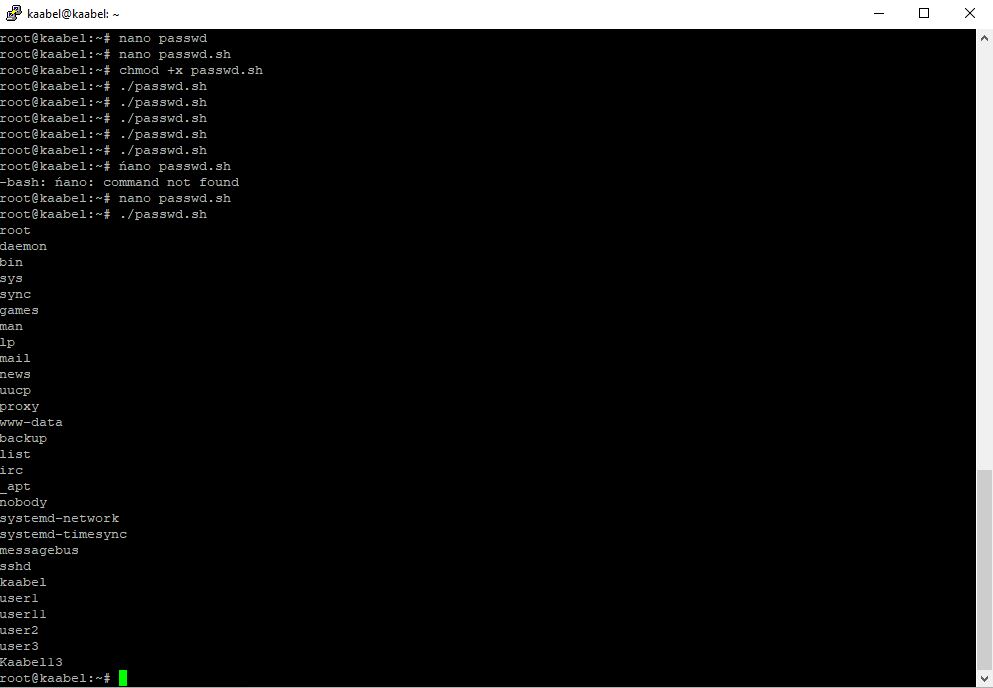 kaabel@kaabel: ~
root@kaabel:~# nano passwd
root@kaabel:~# nano passwd.sh
root@kaabel:~# chmod +x passwd.sh
root@kaabel:~# ./passwd.sh
root@kaabel:~# ./passwd.sh
root@kaabel:~# ./passwd.sh
root@kaabel:~# ./passwd.sh
root@kaabel:~# ./passwd.sh
root@kaabel:~# ńano passwd.sh
-bash: ńano: command not found
root@kaabel:~# nano passwd.sh
root@kaabel:~# ./passwd.sh
root
daemon
bin
sys
sync
games
man
lp
mail
news
uucp
proxy
www-data
backup
list
irc
_apt
nobody
systemd-network
systemd-timesync
messagebus
sshd
kaabel
user1
user11
user2
user3
Kaabel13
root@kaabel:~#